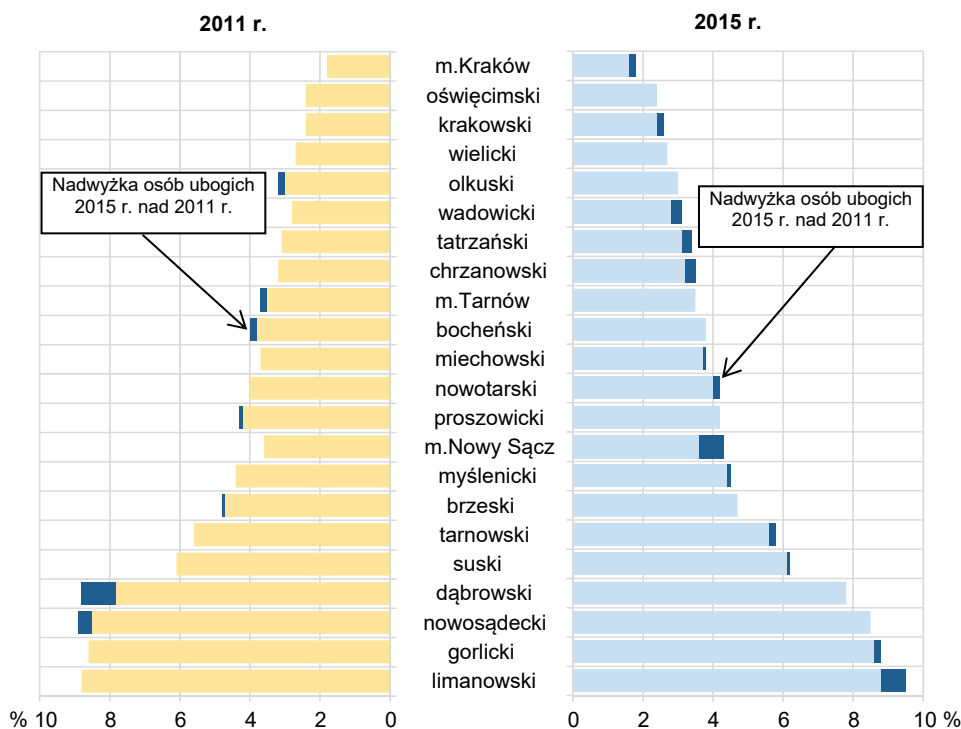 2011 r.
2015 r.
m.Kraków
oświęcimski
krakowski
wielicki
olkuski
wadowicki
tatrzański
chrzanowski
m.Tarnów
bocheński
miechowski
nowotarski
proszowicki
m.Nowy Sącz
myślenicki
brzeski
tarnowski
suski
dąbrowski
nowosądecki
gorlicki
limanowski
Nadwyżka osób ubogich
2015 r. nad 2011 r.
Nadwyżka osób ubogich
2015 r. nad 2011 r.
% 10 8 6 4 2 0
0 2 4 6 8 10 %